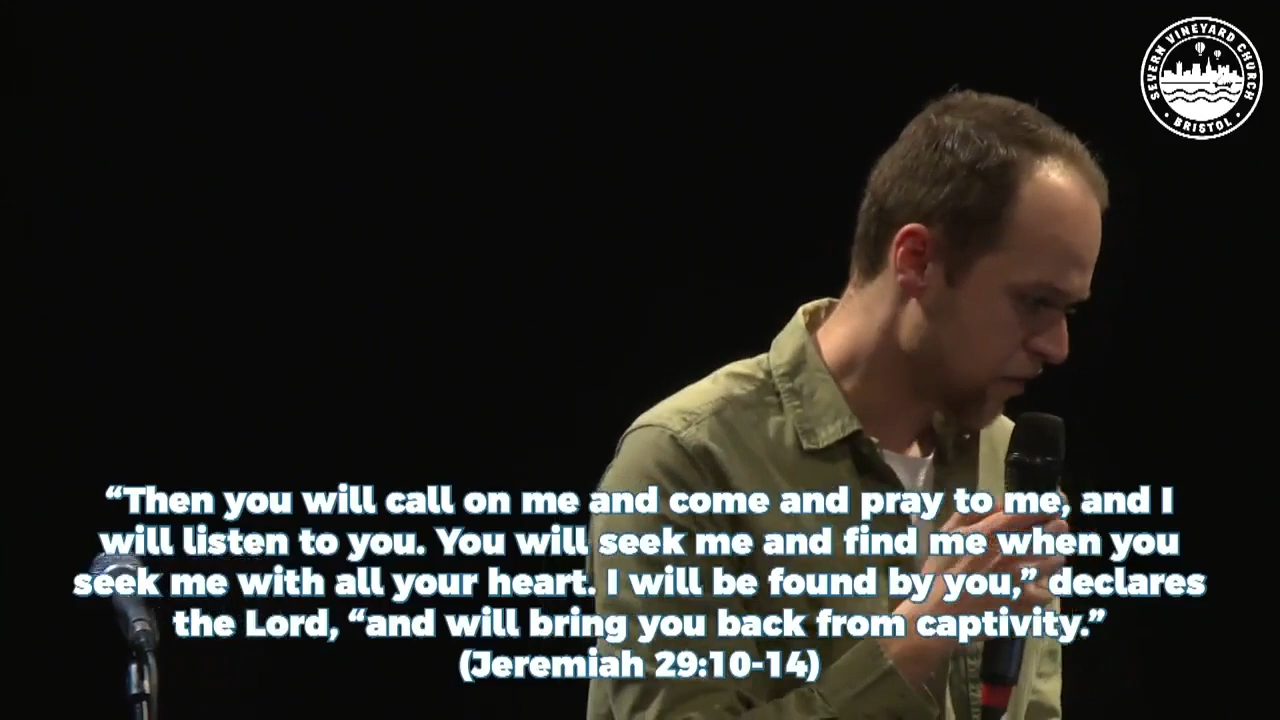 SEVERN VINEYARD CHURCH
• BRISTOL •
“Then you will call on me and come and pray to me, and I
will listen to you. You will seek me and find me when you
seek me with all your heart. I will be found by you,” declares
the Lord, “and will bring you back from captivity.”
(Jeremiah 29:10-14)